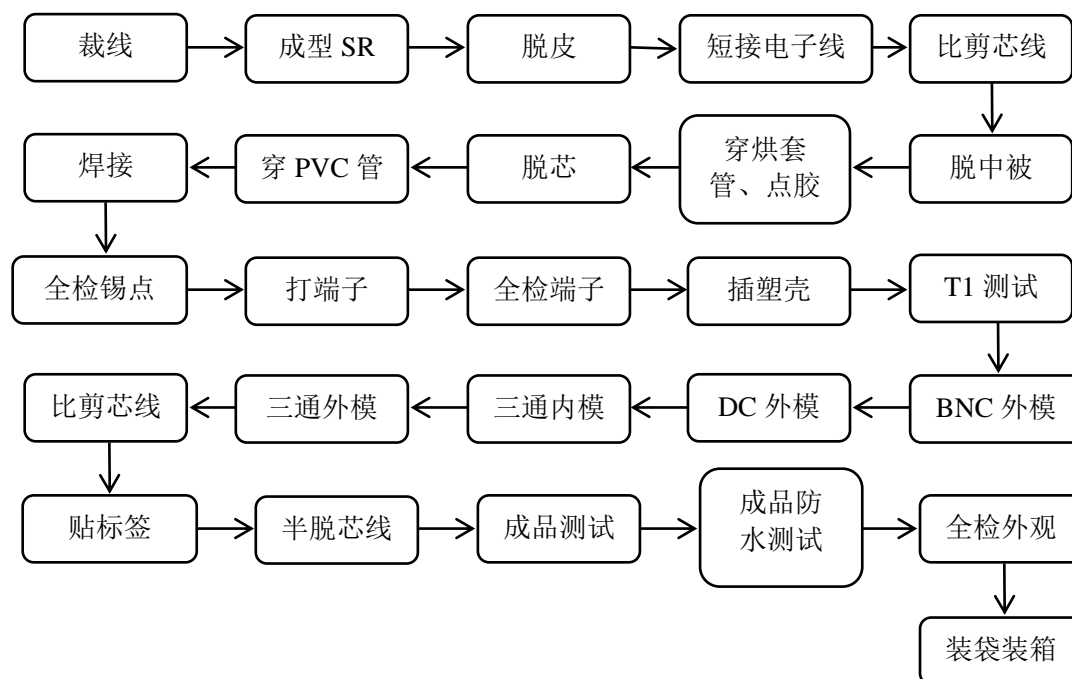 裁线
成型 SR
脱皮
短接电子线
比剪芯线
焊接
穿 PVC 管
脱芯
穿烘套
管、点胶
脱中被
全检锡点
打端子
全检端子
插塑壳
T1 测试
比剪芯线
三通外模
三通内模
DC 外模
BNC 外模
贴标签
半脱芯线
成品测试
成品防
水测试
全检外观
装袋装箱